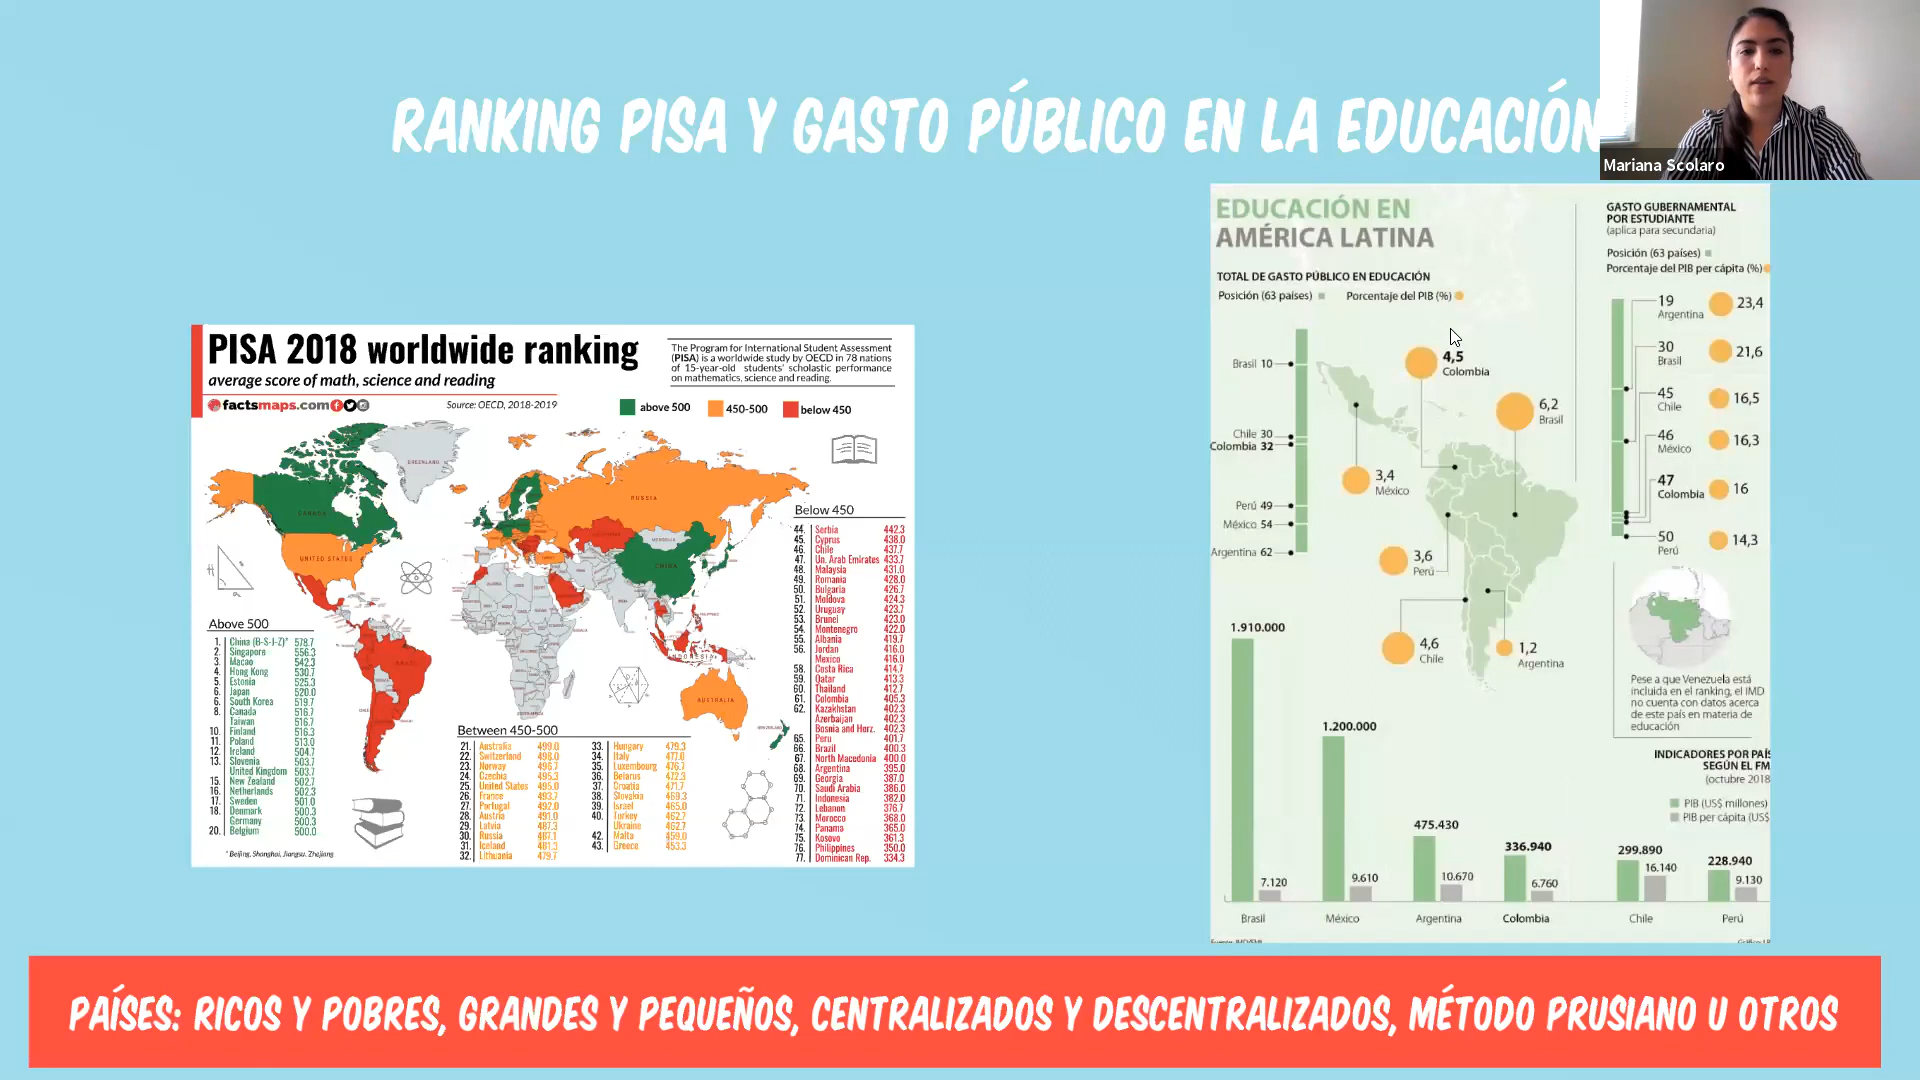 RANKING PISA Y GASTO PÚBLICO EN LA EDUCACIÓN
Mariana Scolaro
PISA 2018 worldwide ranking
average score of math, science and reading
factsmaps.com
Source: OECD, 2018-2019
The Program for International Student Assessment
(PISA) is a worldwide study by OECD in 78 nations
of 15-year-old students' scholastic performance
on mathematics, science and reading.
above 500
450-500
below 450
GREENLAND
CANADA
UNITED STATES
RUSSIA
MONGOLIA
CHINA
BRAZIL
INDONESIA
AUSTRALIA
Above 500
1. China (B-S-J-Z)* 578.7
2. Singapore 556.3
3. Macao 542.3
4. Hong Kong 530.7
5. Estonia 525.3
6. Japan 520.0
6. South Korea 519.7
8. Canada 516.7
Taiwan 516.7
10. Finland 516.3
11. Poland 513.0
12. Ireland 504.7
13. Slovenia 503.7
United Kingdom 503.7
15. New Zealand 502.7
16. Netherlands 502.3
17. Sweden 501.0
18. Denmark 500.3
Germany 500.3
20. Belgium 500.0
* Beijing, Shanghai, Jiangsu, Zhejiang
Between 450-500
21. Australia 499.0
22. Switzerland 498.0
23. Norway 496.7
24. Czechia 495.3
25. United States 495.0
26. France 493.7
27. Portugal 492.0
28. Austria 491.0
29. Latvia 487.3
30. Russia 481.7
31. Iceland 481.3
32. Lithuania 479.7
33. Hungary 479.3
34. Italy 477.0
35. Luxembourg 476.7
36. Belarus 472.3
37. Croatia 471.7
38. Slovakia 469.3
39. Israel 465.0
40. Turkey 462.7
Ukraine 462.7
42. Malta 459.0
43. Greece 453.3
Below 450
44. Serbia 442.3
45. Cyprus 438.0
46. Chile 437.7
47. Un. Arab Emirates 433.7
48. Malaysia 431.0
49. Romania 428.0
50. Bulgaria 426.7
51. Moldova 424.3
52. Uruguay 423.7
53. Brunei 423.0
54. Montenegro 422.0
55. Albania 419.7
56. Jordan 416.0
Mexico 416.0
58. Costa Rica 414.7
59. Qatar 413.3
60. Thailand 412.7
61. Colombia 405.3
62. Kazakhstan 402.3
Azerbaijan 402.3
Bosnia and Herz. 402.3
65. Peru 401.7
66. Brazil 400.3
67. North Macedonia 400.0
68. Argentina 395.0
69. Georgia 387.0
70. Saudi Arabia 386.0
71. Indonesia 382.0
72. Lebanon 376.7
73. Morocco 368.0
74. Panama 365.0
75. Kosovo 361.3
76. Philippines 350.0
77. Dominican Rep. 334.3
EDUCACIÓN EN
AMÉRICA LATINA
TOTAL DE GASTO PÚBLICO EN EDUCACIÓN
Posición (63 países) Porcentaje del PIB (%)
Brasil 10
Chile 30
Colombia 32
Perú 49
México 54
Argentina 62
4,5
Colombia
6,2
Brasil
3,4
México
3,6
Perú
4,6
Chile
1,2
Argentina
GASTO GUBERNAMENTAL
POR ESTUDIANTE
(aplica para secundaria)
Posición (63 países)
Porcentaje del PIB per cápita (%)
19 23,4
Argentina
30 21,6
Brasil
45 16,5
Chile
46 16,3
México
47 16
Colombia
50 14,3
Perú
Pese a que Venezuela está
incluida en el ranking, el IMD
no cuenta con datos acerca
de este país en materia de
educación
INDICADORES POR PAÍS
SEGÚN EL FM
(octubre 2018
PIB (US$ millones)
PIB per cápita (US$
1.910.000
7.120
Brasil
1.200.000
9.610
México
475.430
10.670
Argentina
336.940
6.760
Colombia
299.890
16.140
Chile
228.940
9.130
Perú
PAÍSES: RICOS Y POBRES, GRANDES Y PEQUEÑOS, CENTRALIZADOS Y DESCENTRALIZADOS, MÉTODO PRUSIANO U OTROS